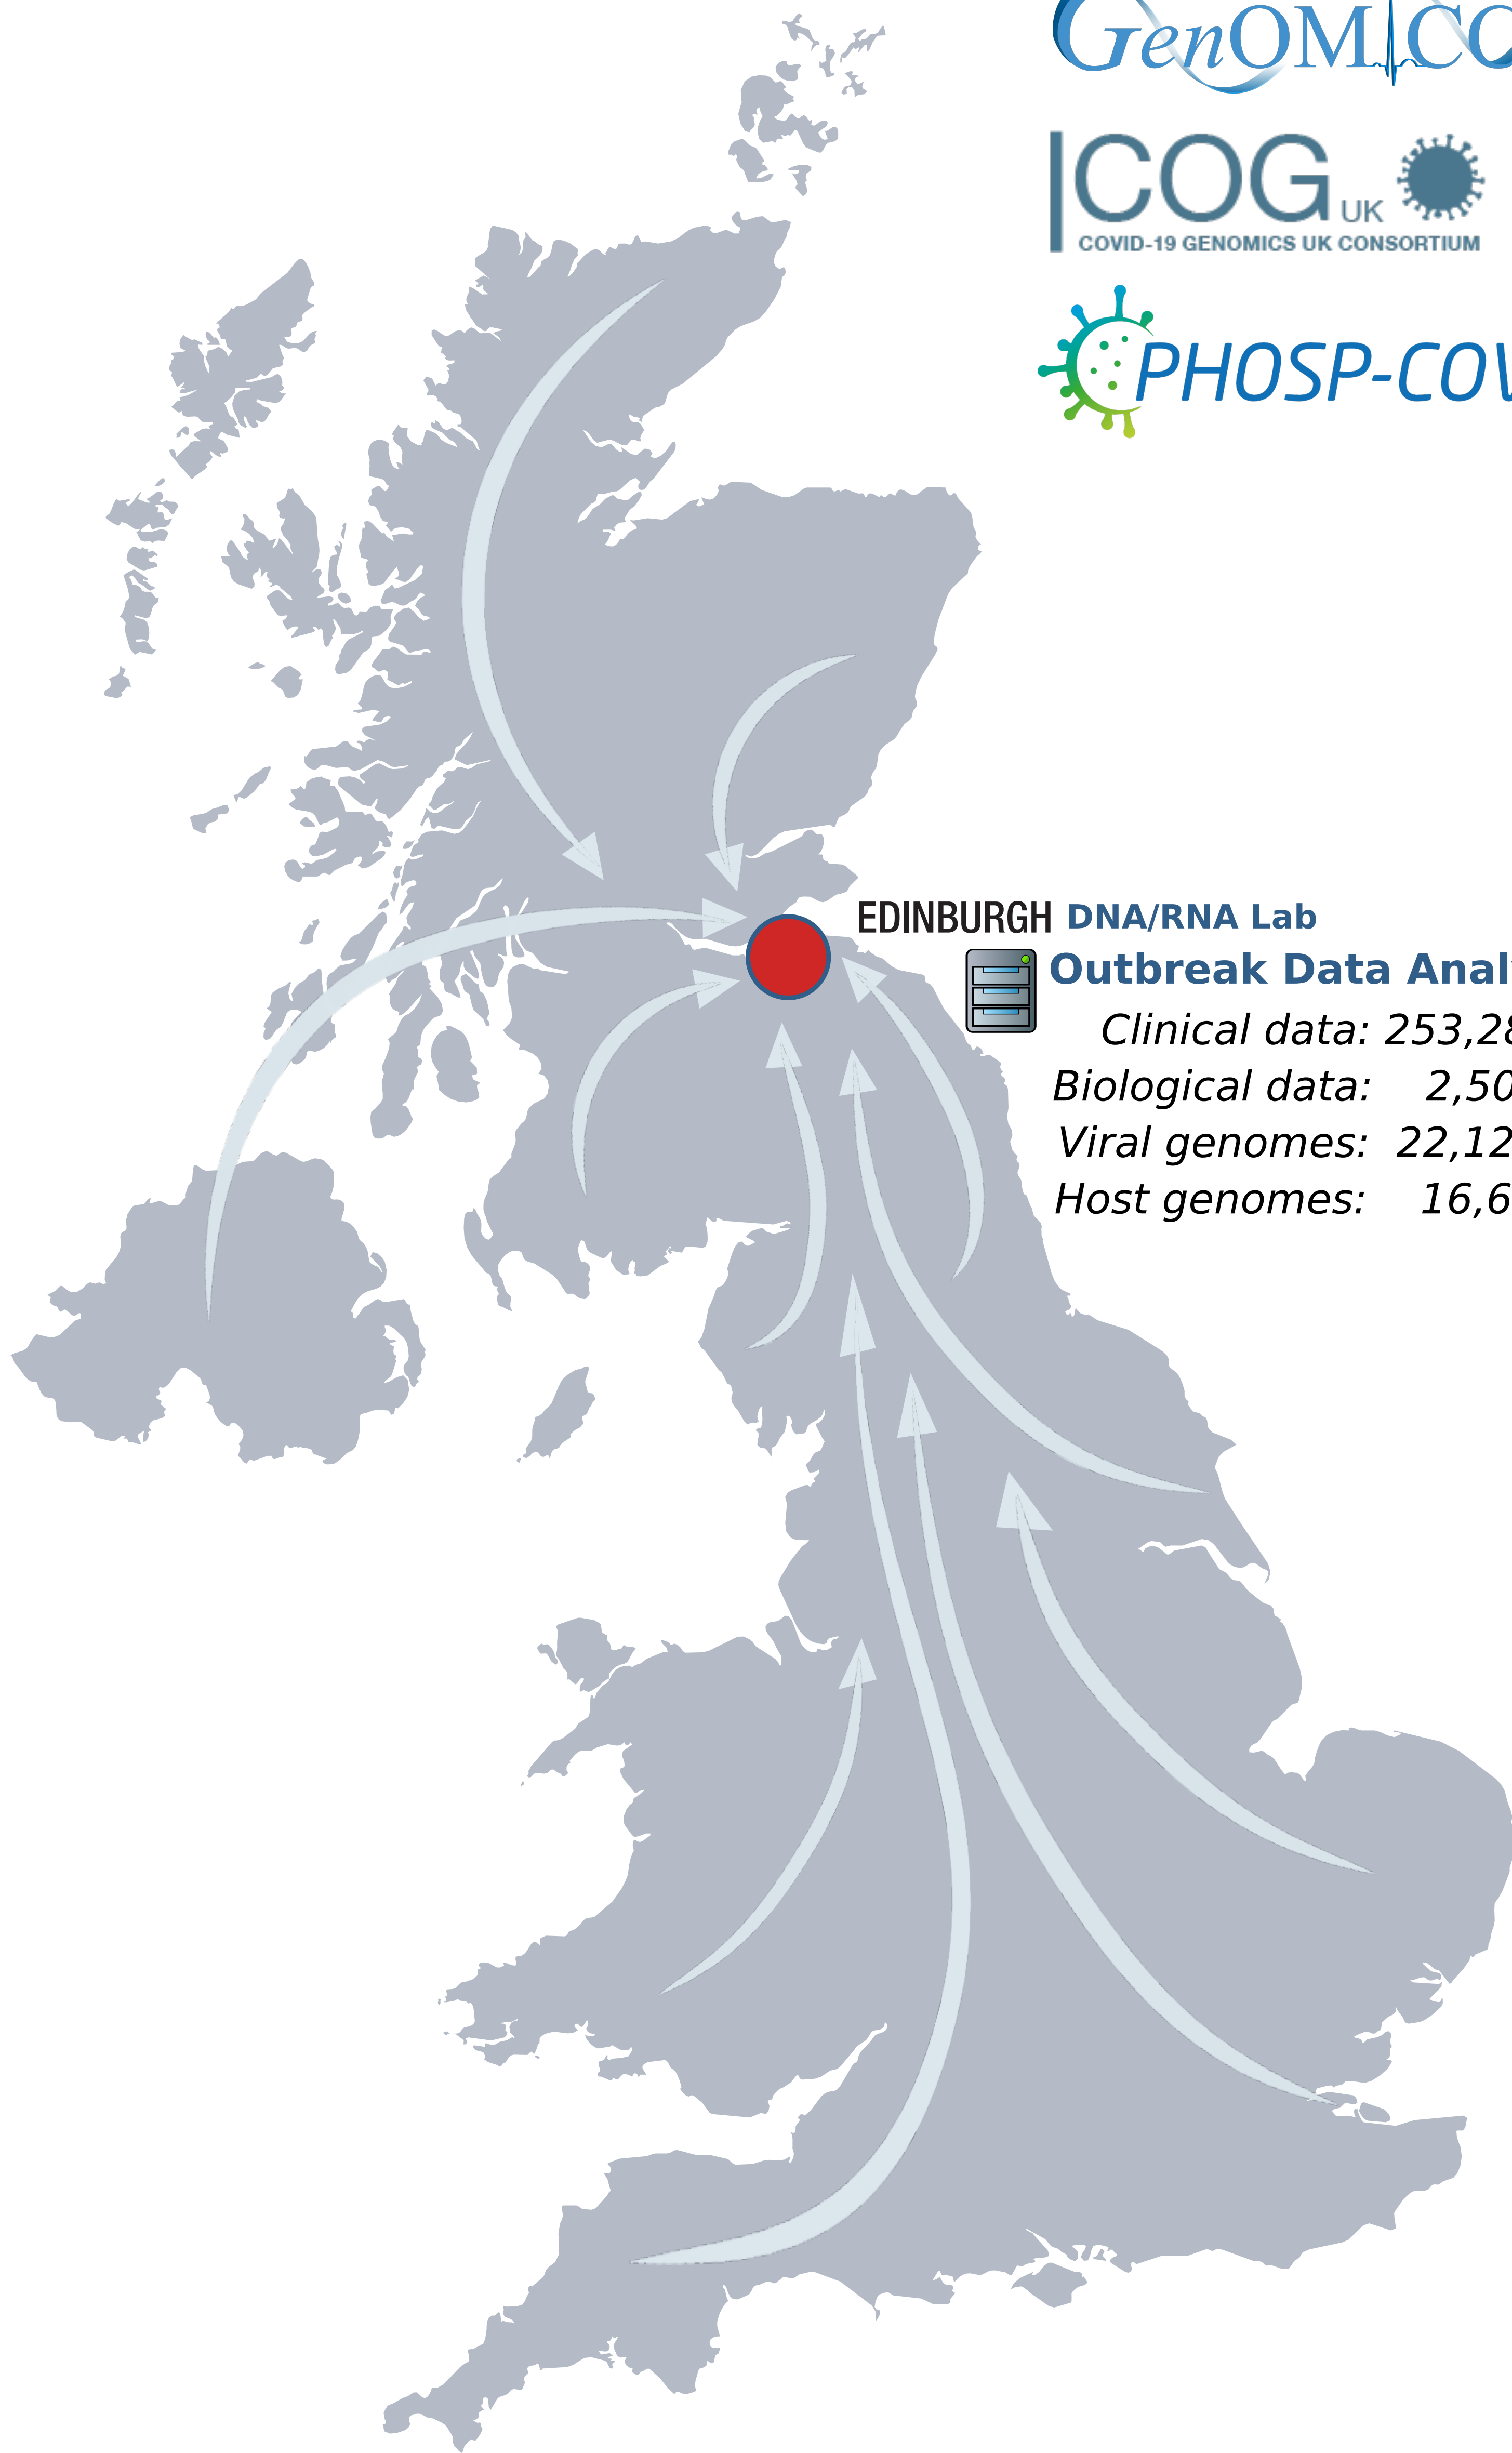 GenOMICC
COG UK
COVID-19 GENOMICS UK CONSORTIUM
PHOSP-COV
EDINBURGH DNA/RNA Lab
Outbreak Data Anal
Clinical data: 253,28
Biological data: 2,50
Viral genomes: 22,12
Host genomes: 16,6